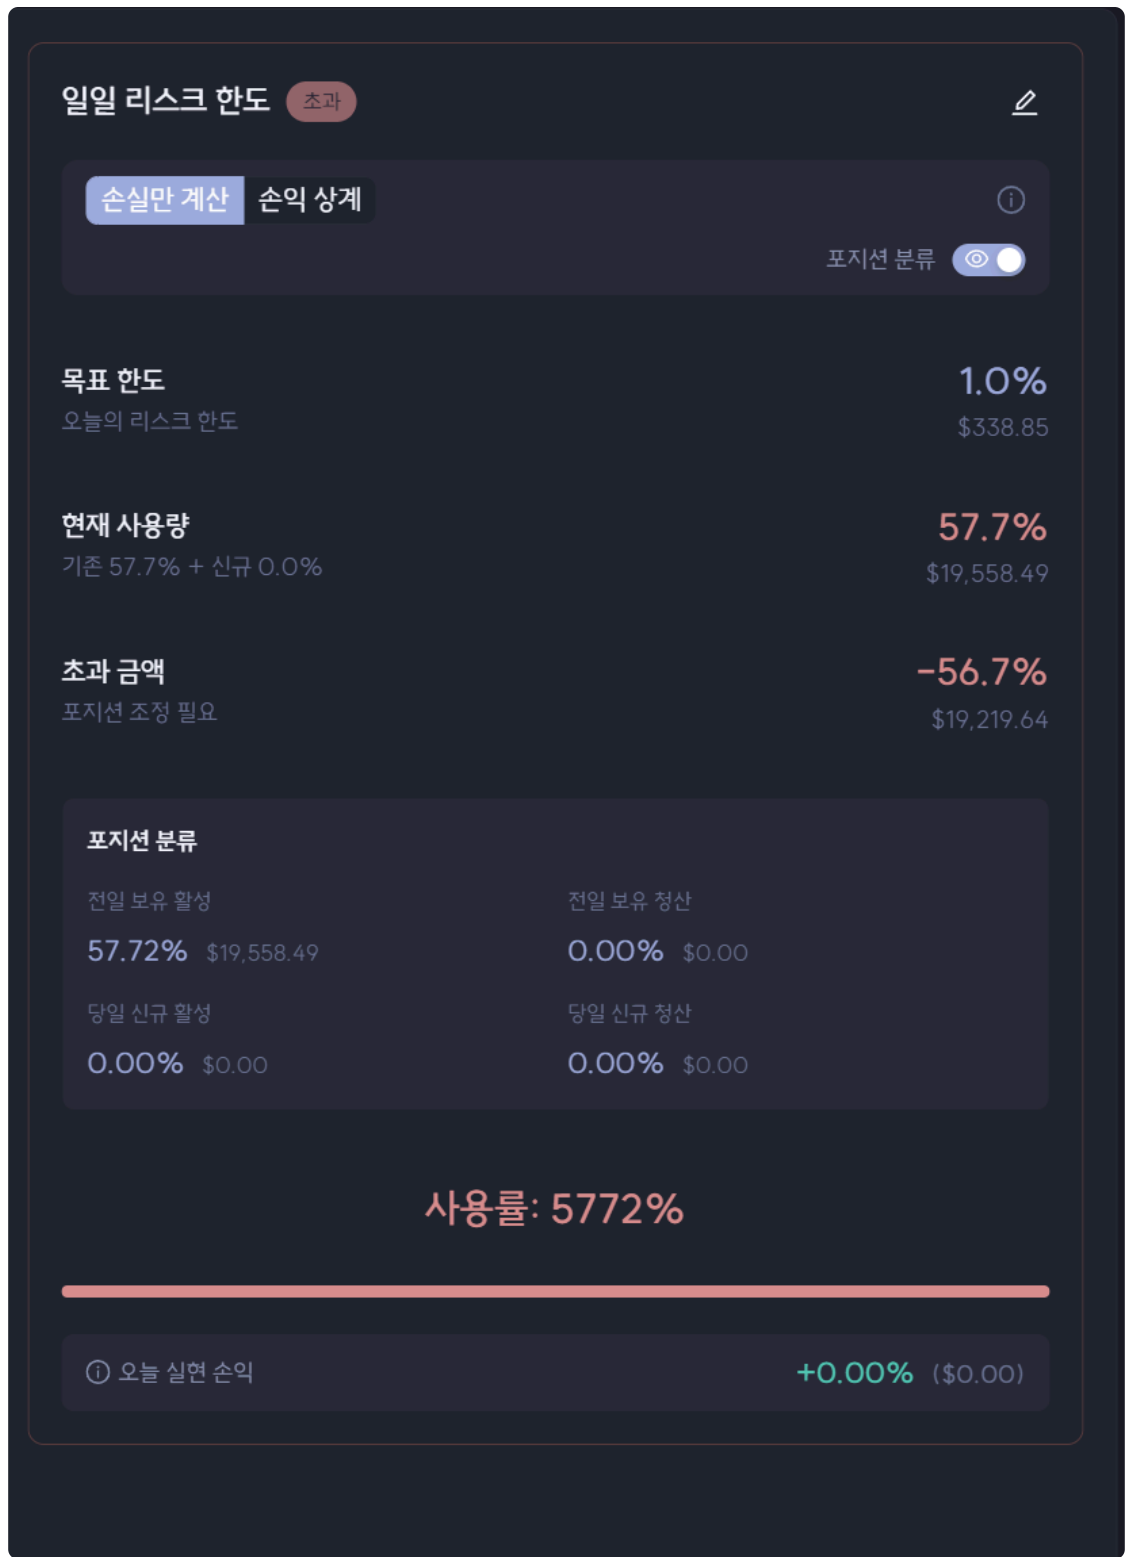 일일 리스크 한도 초과
손실만 계산 손익 상계
포지션 분류
목표 한도 1.0%
오늘의 리스크 한도 $338.85
현재 사용량 57.7%
기존 57.7% + 신규 0.0% $19,558.49
초과 금액 -56.7%
포지션 조정 필요 $19,219.64
포지션 분류
전일 보유 활성 전일 보유 청산
57.72% $19,558.49 0.00% $0.00
당일 신규 활성 당일 신규 청산
0.00% $0.00 0.00% $0.00
사용률: 5772%
오늘 실현 손익 +0.00% ($0.00)